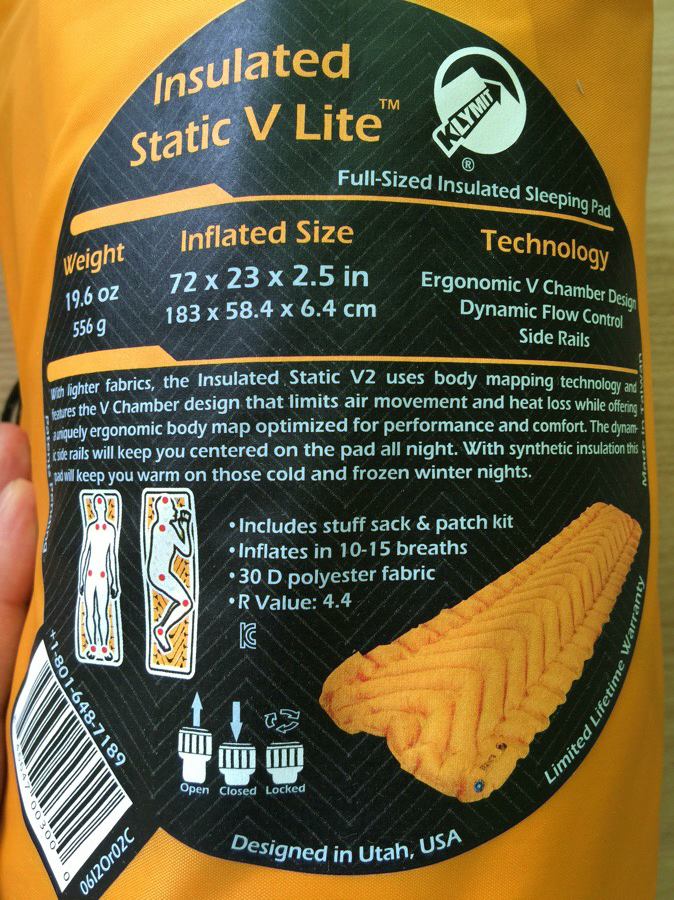 Insulated
Static V Lite™
KLYMIT
®
Full-Sized Insulated Sleeping Pad
Weight
19.6 oz
556 g
Inflated Size
72 x 23 x 2.5 in
183 x 58.4 x 6.4 cm
Technology
Ergonomic V Chamber Design
Dynamic Flow Control
Side Rails
With lighter fabrics, the Insulated Static V2 uses body mapping technology and
features the V Chamber design that limits air movement and heat loss while offering
a uniquely ergonomic body map optimized for performance and comfort. The dynam-
ic side rails will keep you centered on the pad all night. With synthetic insulation this
pad will keep you warm on those cold and frozen winter nights.
Made in Taiwan
•Includes stuff sack & patch kit
•Inflates in 10-15 breaths
•30 D polyester fabric
•R Value: 4.4
+1-801-648-7189
Open
Closed
Locked
Limited Lifetime Warranty
06I2Or02C
Designed in Utah, USA